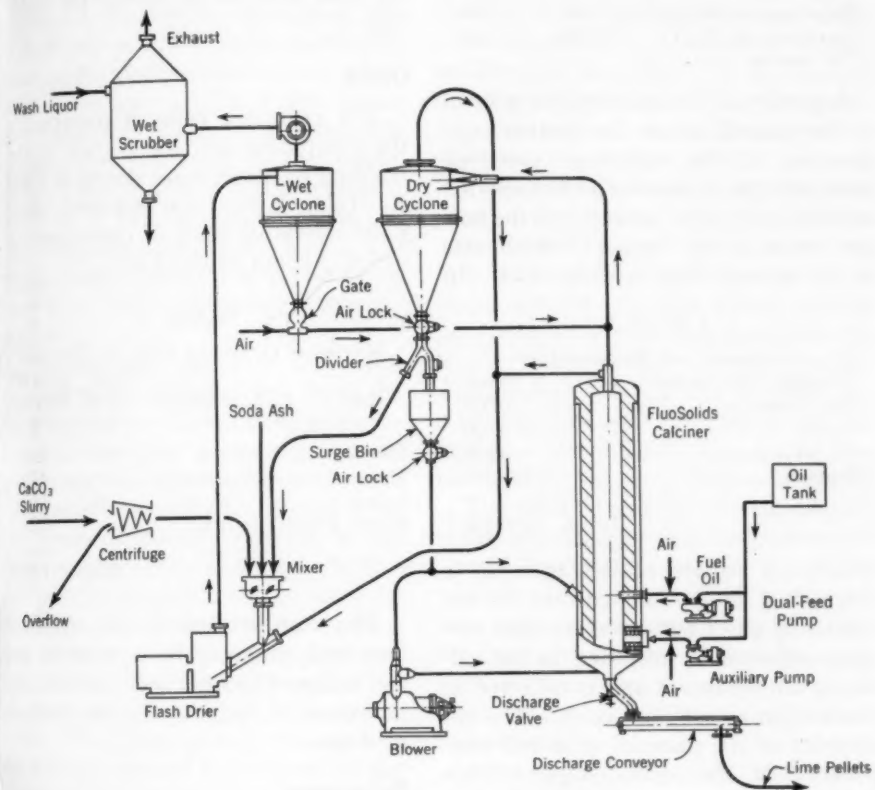 Exhaust
Wash Liquor
Wet
Scrubber
Wet
Cyclone
Dry
Cyclone
Gate
Air Lock
Air
Divider
Soda Ash
FluoSolids
Calciner
Surge Bin
Air Lock
Oil
Tank
CaCO₃
Slurry
Centrifuge
Mixer
Air
Fuel
Oil
Dual-Feed
Pump
Overflow
Auxiliary Pump
Air
Flash Drier
Discharge
Valve
Blower
Discharge Conveyor
Lime Pellets